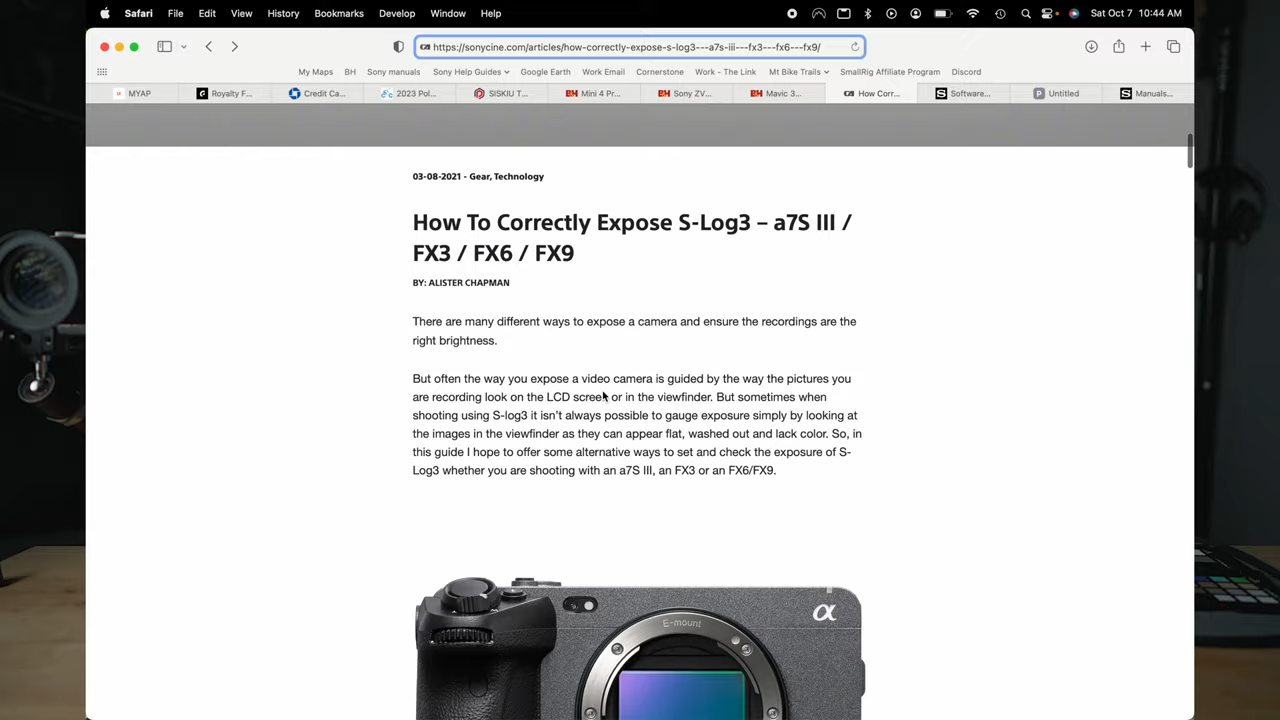 Safari File Edit View History Bookmarks Develop Window Help Sat Oct 7 10:44 AM
https://sonycine.com/articles/how-correctly-expose-s-log3---a7s-iii---fx3---fx6---fx9/
My Maps BH Sony manuals Sony Help Guides Google Earth Work Email Cornerstone Work - The Link Mt Bike Trails SmallRig Affiliate Program Discord
MYAP Royalty F... Credit Ca... 2023 Pol... SISKIU T... BH Mini 4 Pr... BH Sony ZV... BH Mavic 3... How Corr... S Software... P Untitled S Manuals...
03-08-2021 - Gear, Technology
How To Correctly Expose S-Log3 – a7S III /
FX3 / FX6 / FX9
BY: ALISTER CHAPMAN
There are many different ways to expose a camera and ensure the recordings are the
right brightness.
But often the way you expose a video camera is guided by the way the pictures you
are recording look on the LCD screen or in the viewfinder. But sometimes when
shooting using S-log3 it isn’t always possible to gauge exposure simply by looking at
the images in the viewfinder as they can appear flat, washed out and lack color. So, in
this guide I hope to offer some alternative ways to set and check the exposure of S-
Log3 whether you are shooting with an a7S III, an FX3 or an FX6/FX9.
α
E-mount